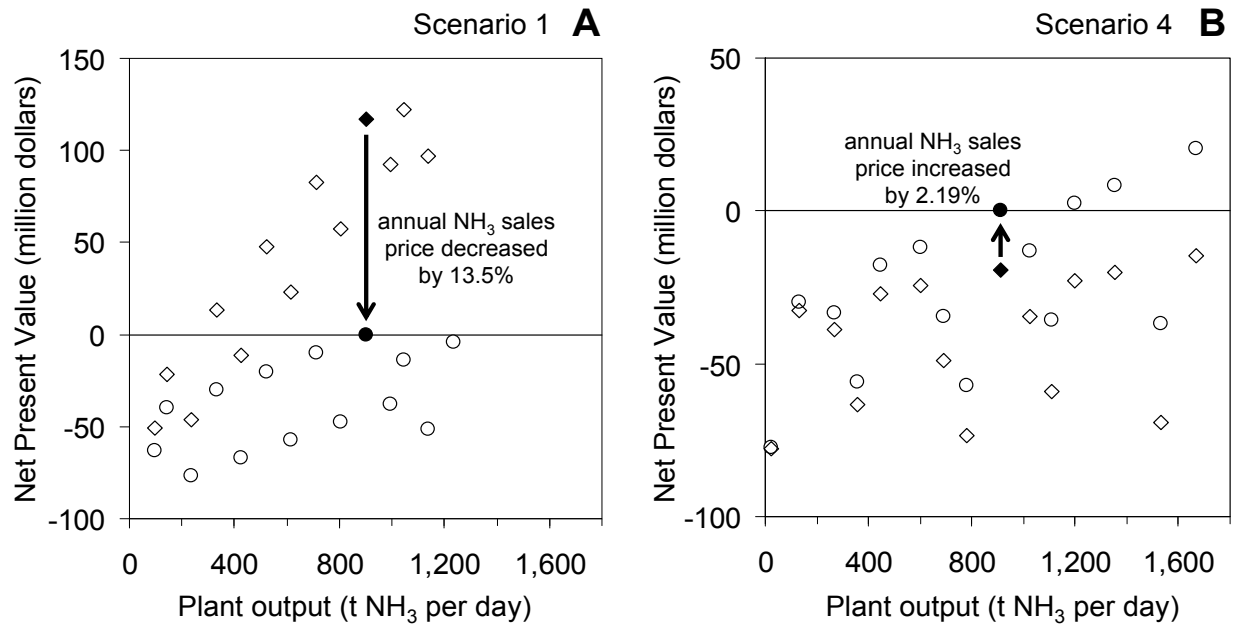 Scenario 1 A
Net Present Value (million dollars)
150
100
50
0
-50
-100
annual NH₃ sales
price decreased
by 13.5%
0 400 800 1,200 1,600
Plant output (t NH₃ per day)
Scenario 4 B
Net Present Value (million dollars)
50
0
-50
-100
annual NH₃ sales
price increased
by 2.19%
0 400 800 1,200 1,600
Plant output (t NH₃ per day)